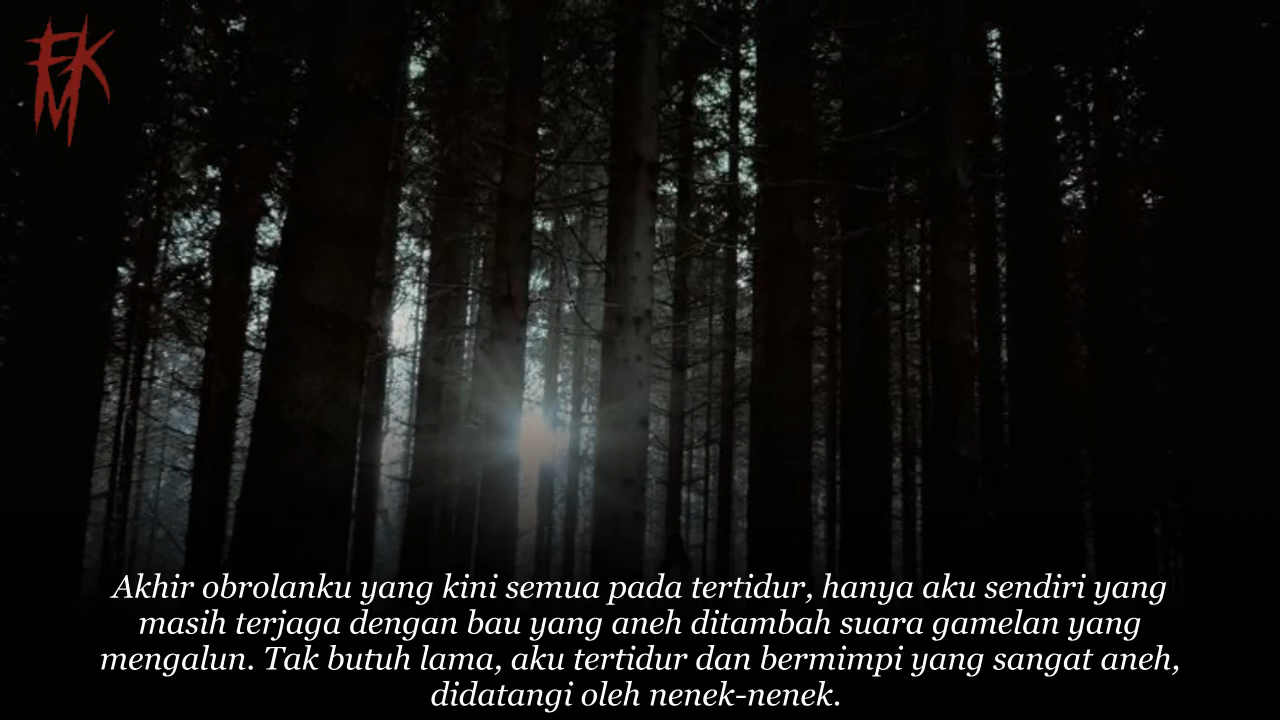 FKM
Akhir obrolanku yang kini semua pada tertidur, hanya aku sendiri yang
masih terjaga dengan bau yang aneh ditambah suara gamelan yang
mengalun. Tak butuh lama, aku tertidur dan bermimpi yang sangat aneh,
didatangi oleh nenek-nenek.